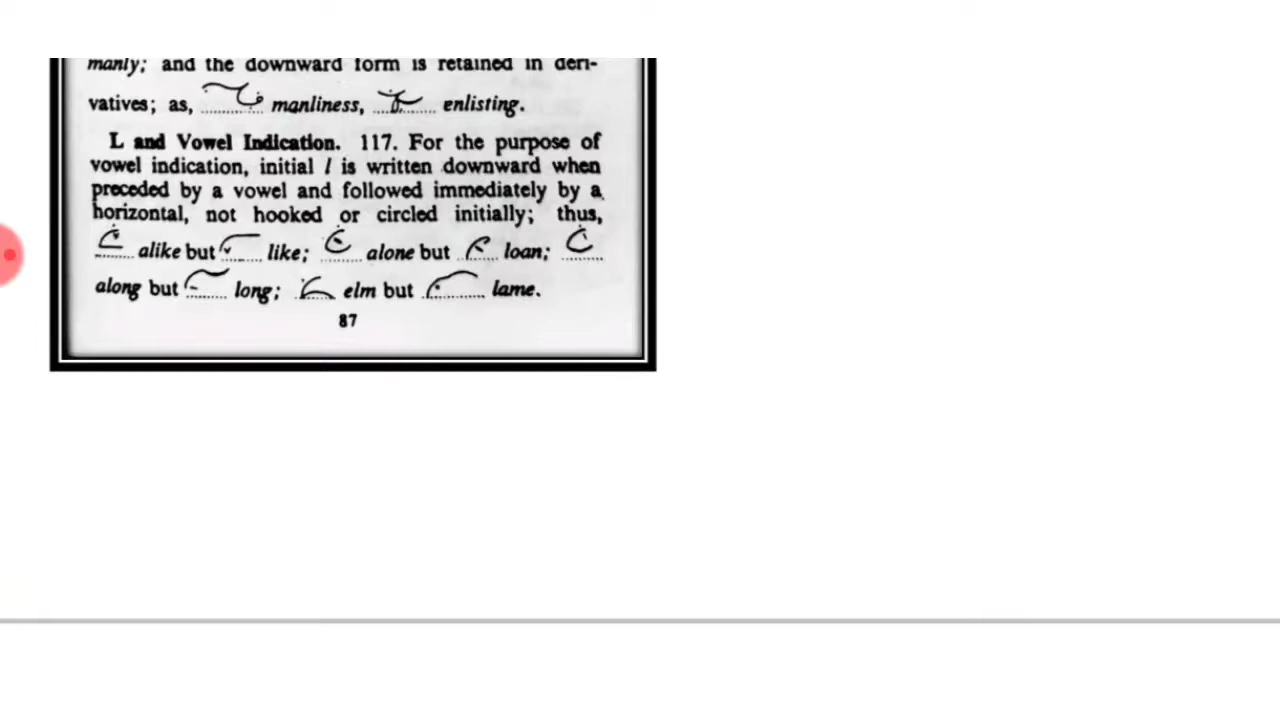 manly; and the downward form is retained in deri-
vatives; as, ............ manliness, ............ enlisting.
L and Vowel Indication. 117. For the purpose of
vowel indication, initial l is written downward when
preceded by a vowel and followed immediately by a
horizontal, not hooked or circled initially; thus,
........ alike but ........ like; ........ alone but ........ loan; ........
along but ........ long; ........ elm but ............ lame.
87